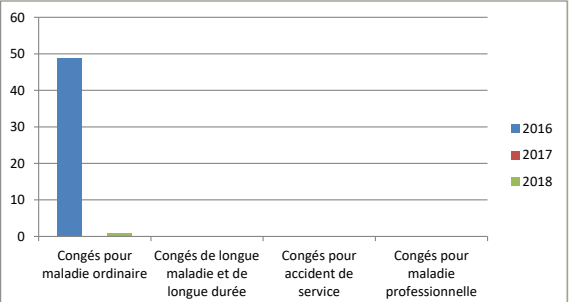 60
50
40
30
20
10
0
Congés pour
maladie ordinaire
Congés de longue
maladie et de
longue durée
Congés pour
accident de
service
Congés pour
maladie
professionnelle
2016
2017
2018